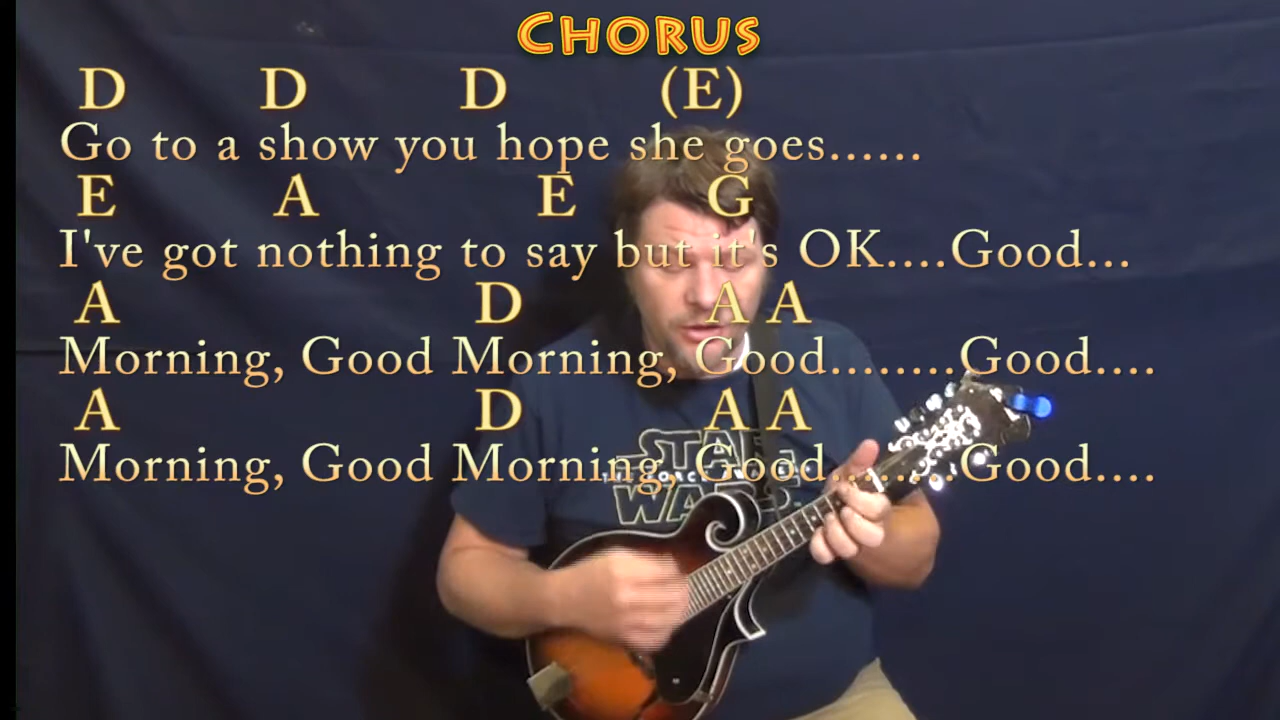 CHORUS
D D D (E)
Go to a show you hope she goes......
E A E G
I've got nothing to say but it's OK....Good...
A D A A
Morning, Good Morning, Good........Good....
A D A A
Morning, Good Morning, Good........Good....
STAR
WARS